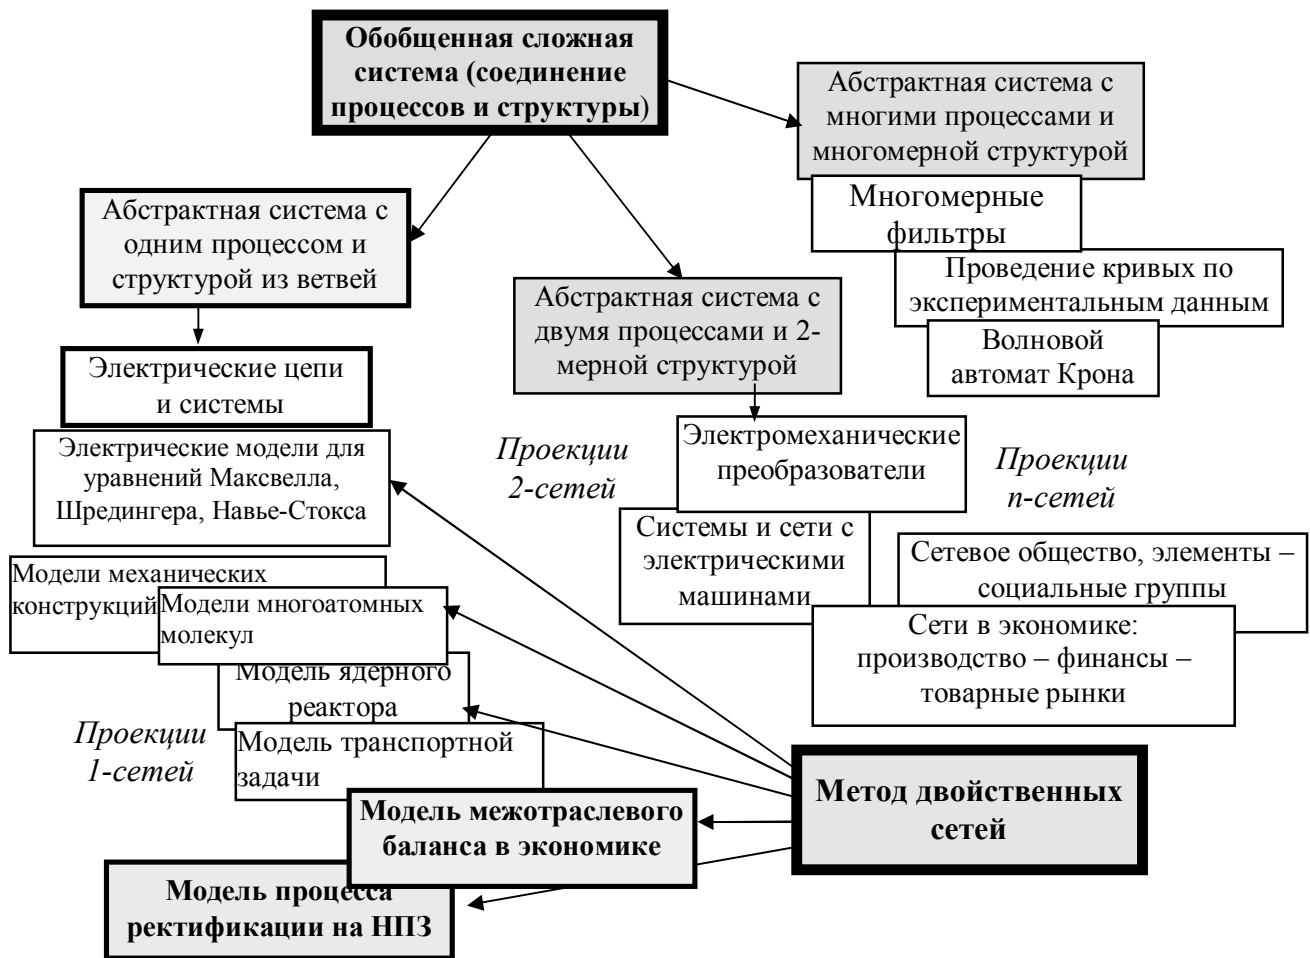 Обобщенная сложная
система (соединение
процессов и структуры)
Абстрактная система с
многими процессами и
многомерной структурой
Многомерные
фильтры
Проведение кривых по
экспериментальным данным
Волновой
автомат Крона
Абстрактная система с
одним процессом и
структурой из ветвей
Абстрактная система с
двумя процессами и 2-
мерной структурой
Электрические цепи
и системы
Электрические модели для
уравнений Максвелла,
Шредингера, Навье-Стокса
Проекции
2-сетей
Электромеханические
преобразователи
Проекции
n-сетей
Системы и сети с
электрическими
машинами
Сетевое общество, элементы –
социальные группы
Сети в экономике:
производство – финансы –
товарные рынки
Модели механических
конструкций
Модели многоатомных
молекул
Модель ядерного
реактора
Проекции
1-сетей
Модель транспортной
задачи
Модель межотраслевого
баланса в экономике
Метод двойственных
сетей
Модель процесса
ректификации на НПЗ